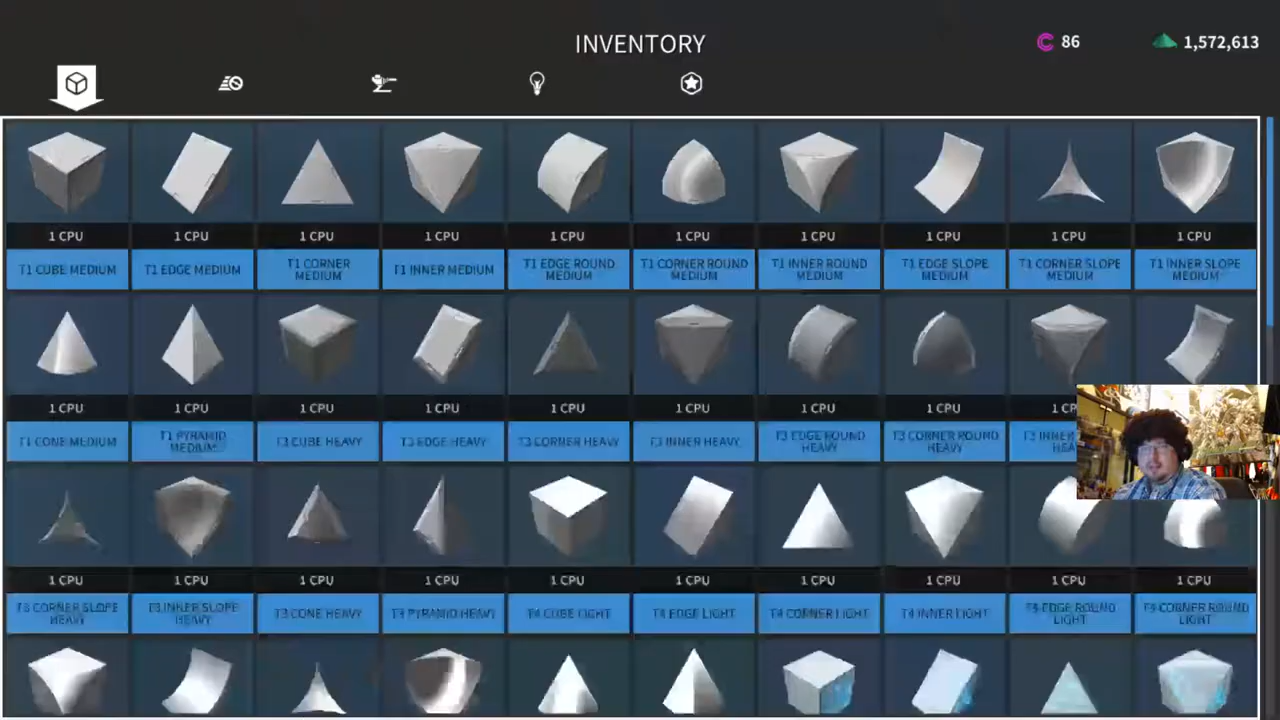 INVENTORY
86
1,572,613
1 CPU 1 CPU 1 CPU 1 CPU 1 CPU 1 CPU 1 CPU 1 CPU 1 CPU 1 CPU
T1 CUBE MEDIUM
T1 EDGE MEDIUM
T1 CORNER
MEDIUM
T1 INNER MEDIUM
T1 EDGE ROUND
MEDIUM
T1 CORNER ROUND
MEDIUM
T1 INNER ROUND
MEDIUM
T1 EDGE SLOPE
MEDIUM
T1 CORNER SLOPE
MEDIUM
T1 INNER SLOPE
MEDIUM
1 CPU 1 CPU 1 CPU 1 CPU 1 CPU 1 CPU 1 CPU 1 CPU 1 CP
T1 CONE MEDIUM
T1 PYRAMID
MEDIUM
T3 CUBE HEAVY
T3 EDGE HEAVY
T3 CORNER HEAVY
T3 INNER HEAVY
T3 EDGE ROUND
HEAVY
T3 CORNER ROUND
HEAVY
T3 INNER
HEA
1 CPU 1 CPU 1 CPU 1 CPU 1 CPU 1 CPU 1 CPU 1 CPU 1 CPU 1 CPU
T3 CORNER SLOPE
HEAVY
T3 INNER SLOPE
HEAVY
T3 CONE HEAVY
T3 PYRAMID HEAVY
T4 CUBE LIGHT
T4 EDGE LIGHT
T4 CORNER LIGHT
T4 INNER LIGHT
T4 EDGE ROUND
LIGHT
T4 CORNER ROUND
LIGHT